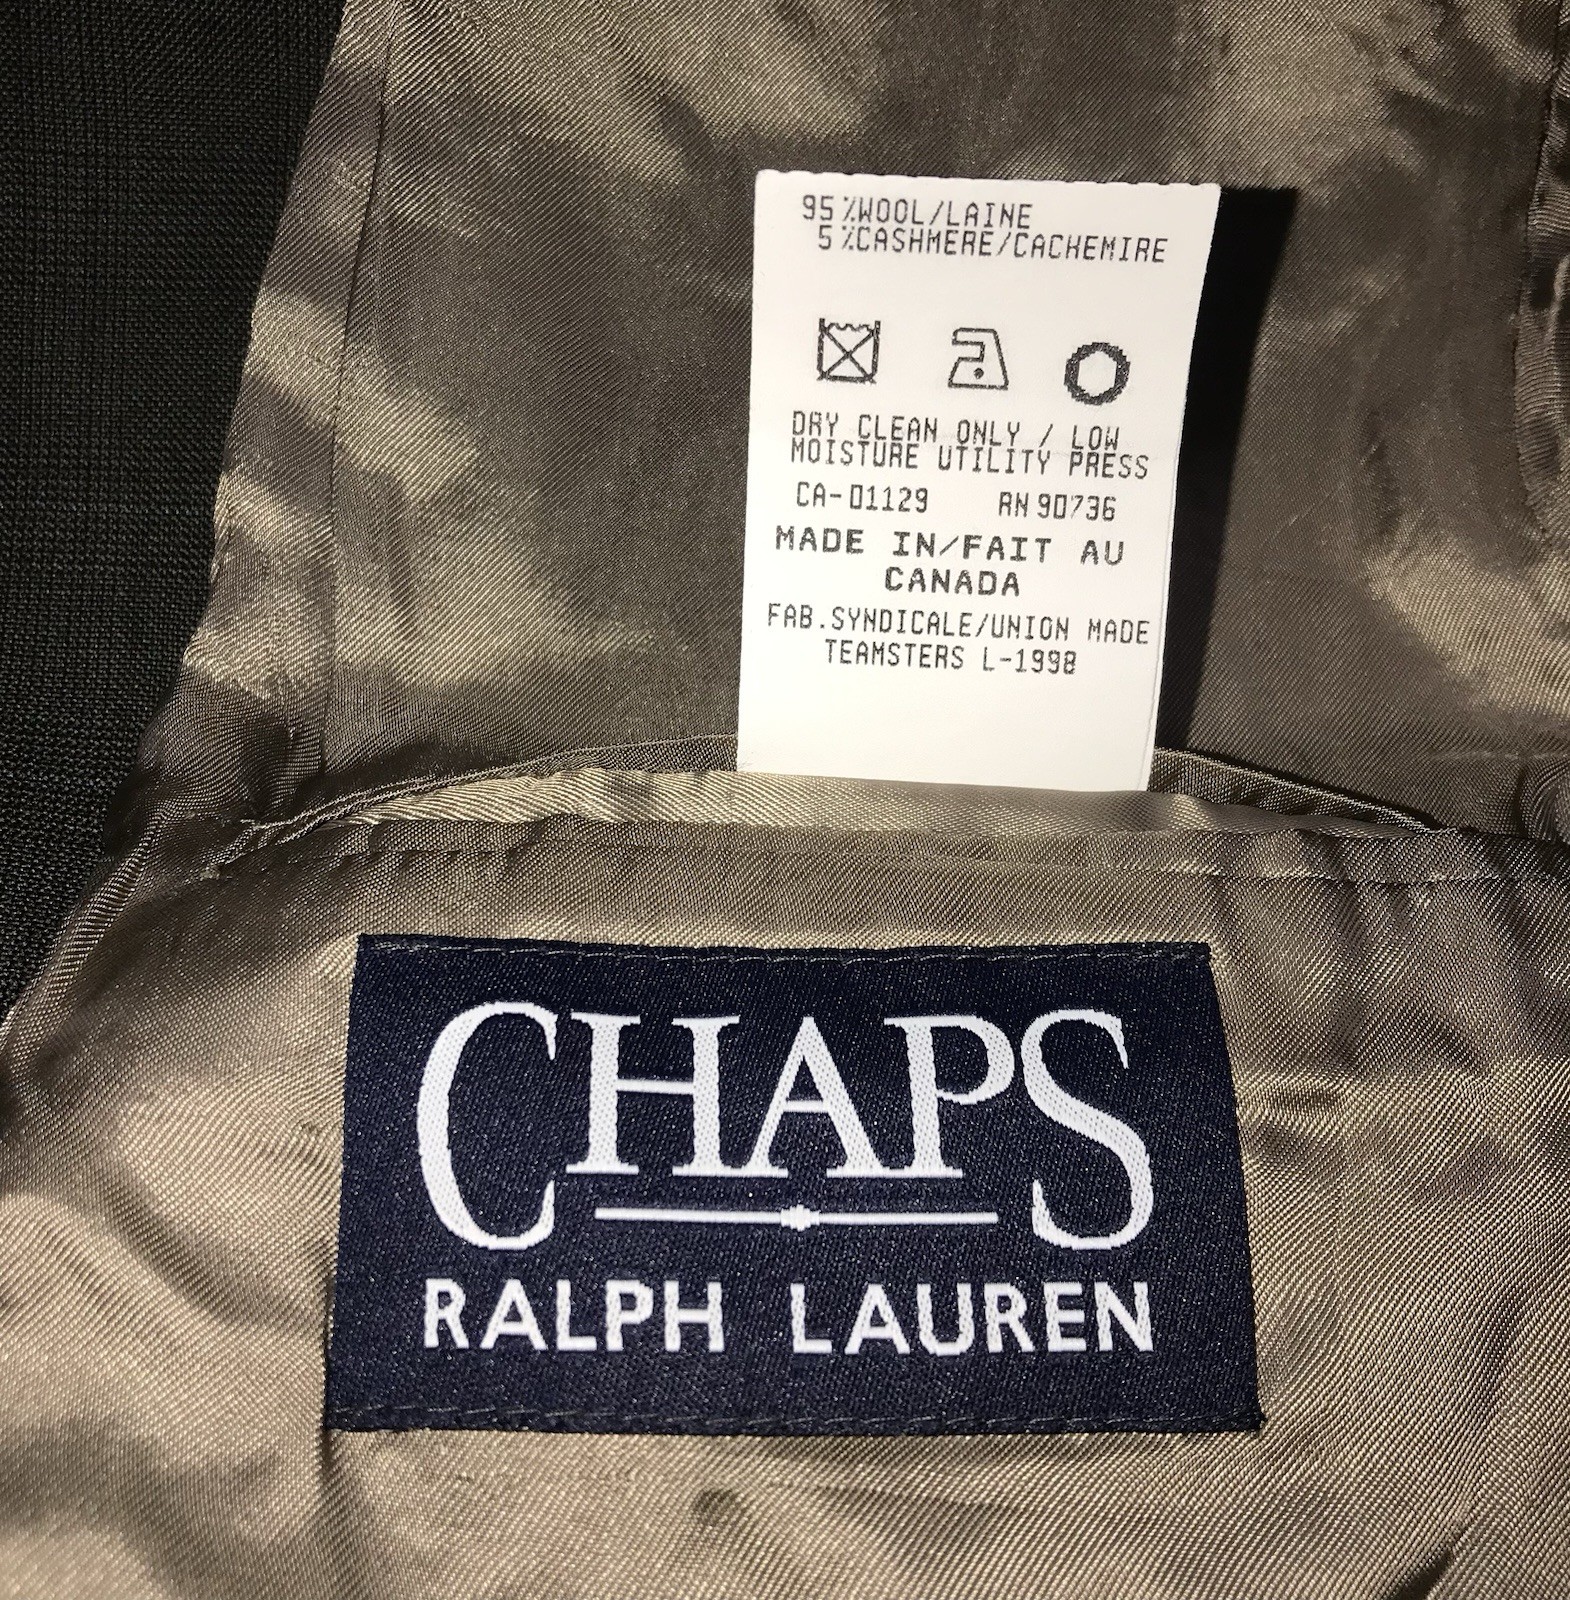 95%WOOL/LAINE
5%CASHMERE/CACHEMIRE
DRY CLEAN ONLY / LOW
MOISTURE UTILITY PRESS
CA-01129 RN 90736
MADE IN/FAIT AU
CANADA
FAB.SYNDICALE/UNION MADE
TEAMSTERS L-1998
CHAPS
RALPH LAUREN